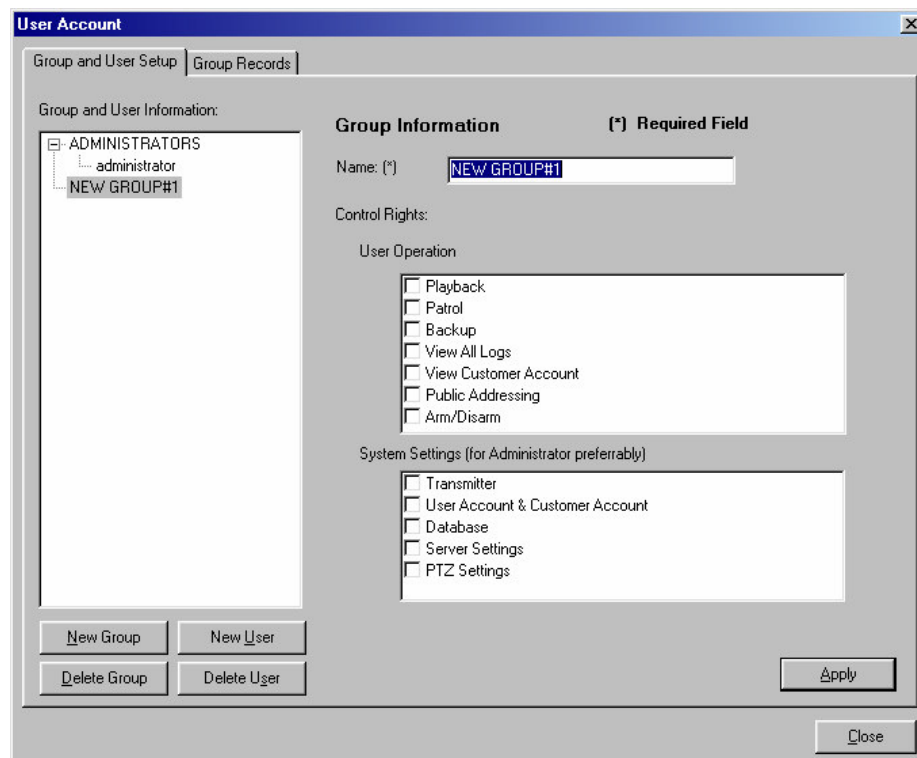 User Account
Group and User Setup
Group Records
Group and User Information:
ADMINISTRATORS
administrator
NEW GROUP#1
Group Information
(*) Required Field
Name: (*)
NEW GROUP#1
Control Rights:
User Operation
Playback
Patrol
Backup
View All Logs
View Customer Account
Public Addressing
Arm/Disarm
System Settings (for Administrator preferrably)
Transmitter
User Account & Customer Account
Database
Server Settings
PTZ Settings
New Group
New User
Delete Group
Delete User
Apply
Close